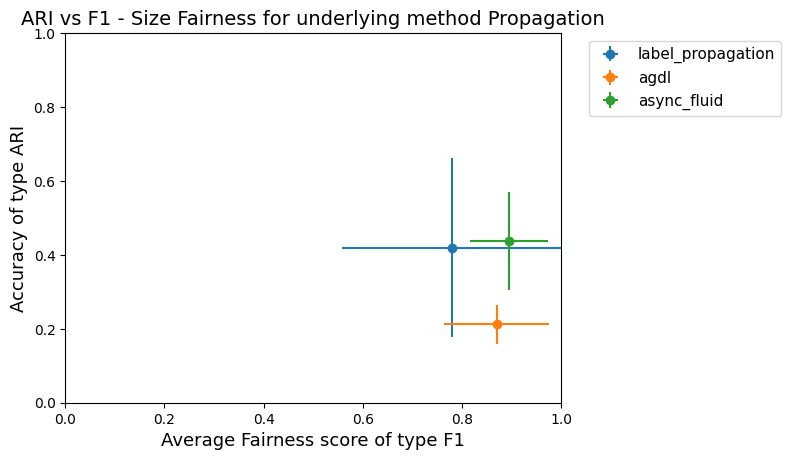 ARI vs F1 - Size Fairness for underlying method Propagation
label_propagation
agdl
async_fluid
Accuracy of type ARI
1.0
0.8
0.6
0.4
0.2
0.0
0.0 0.2 0.4 0.6 0.8 1.0
Average Fairness score of type F1